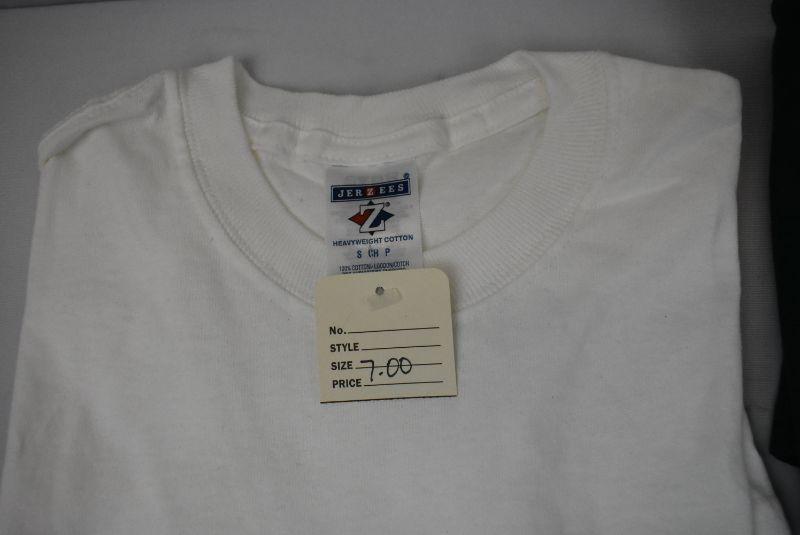 JERZEES
Z
HEAVYWEIGHT COTTON
S CH P
No.
STYLE
SIZE
7.00
PRICE